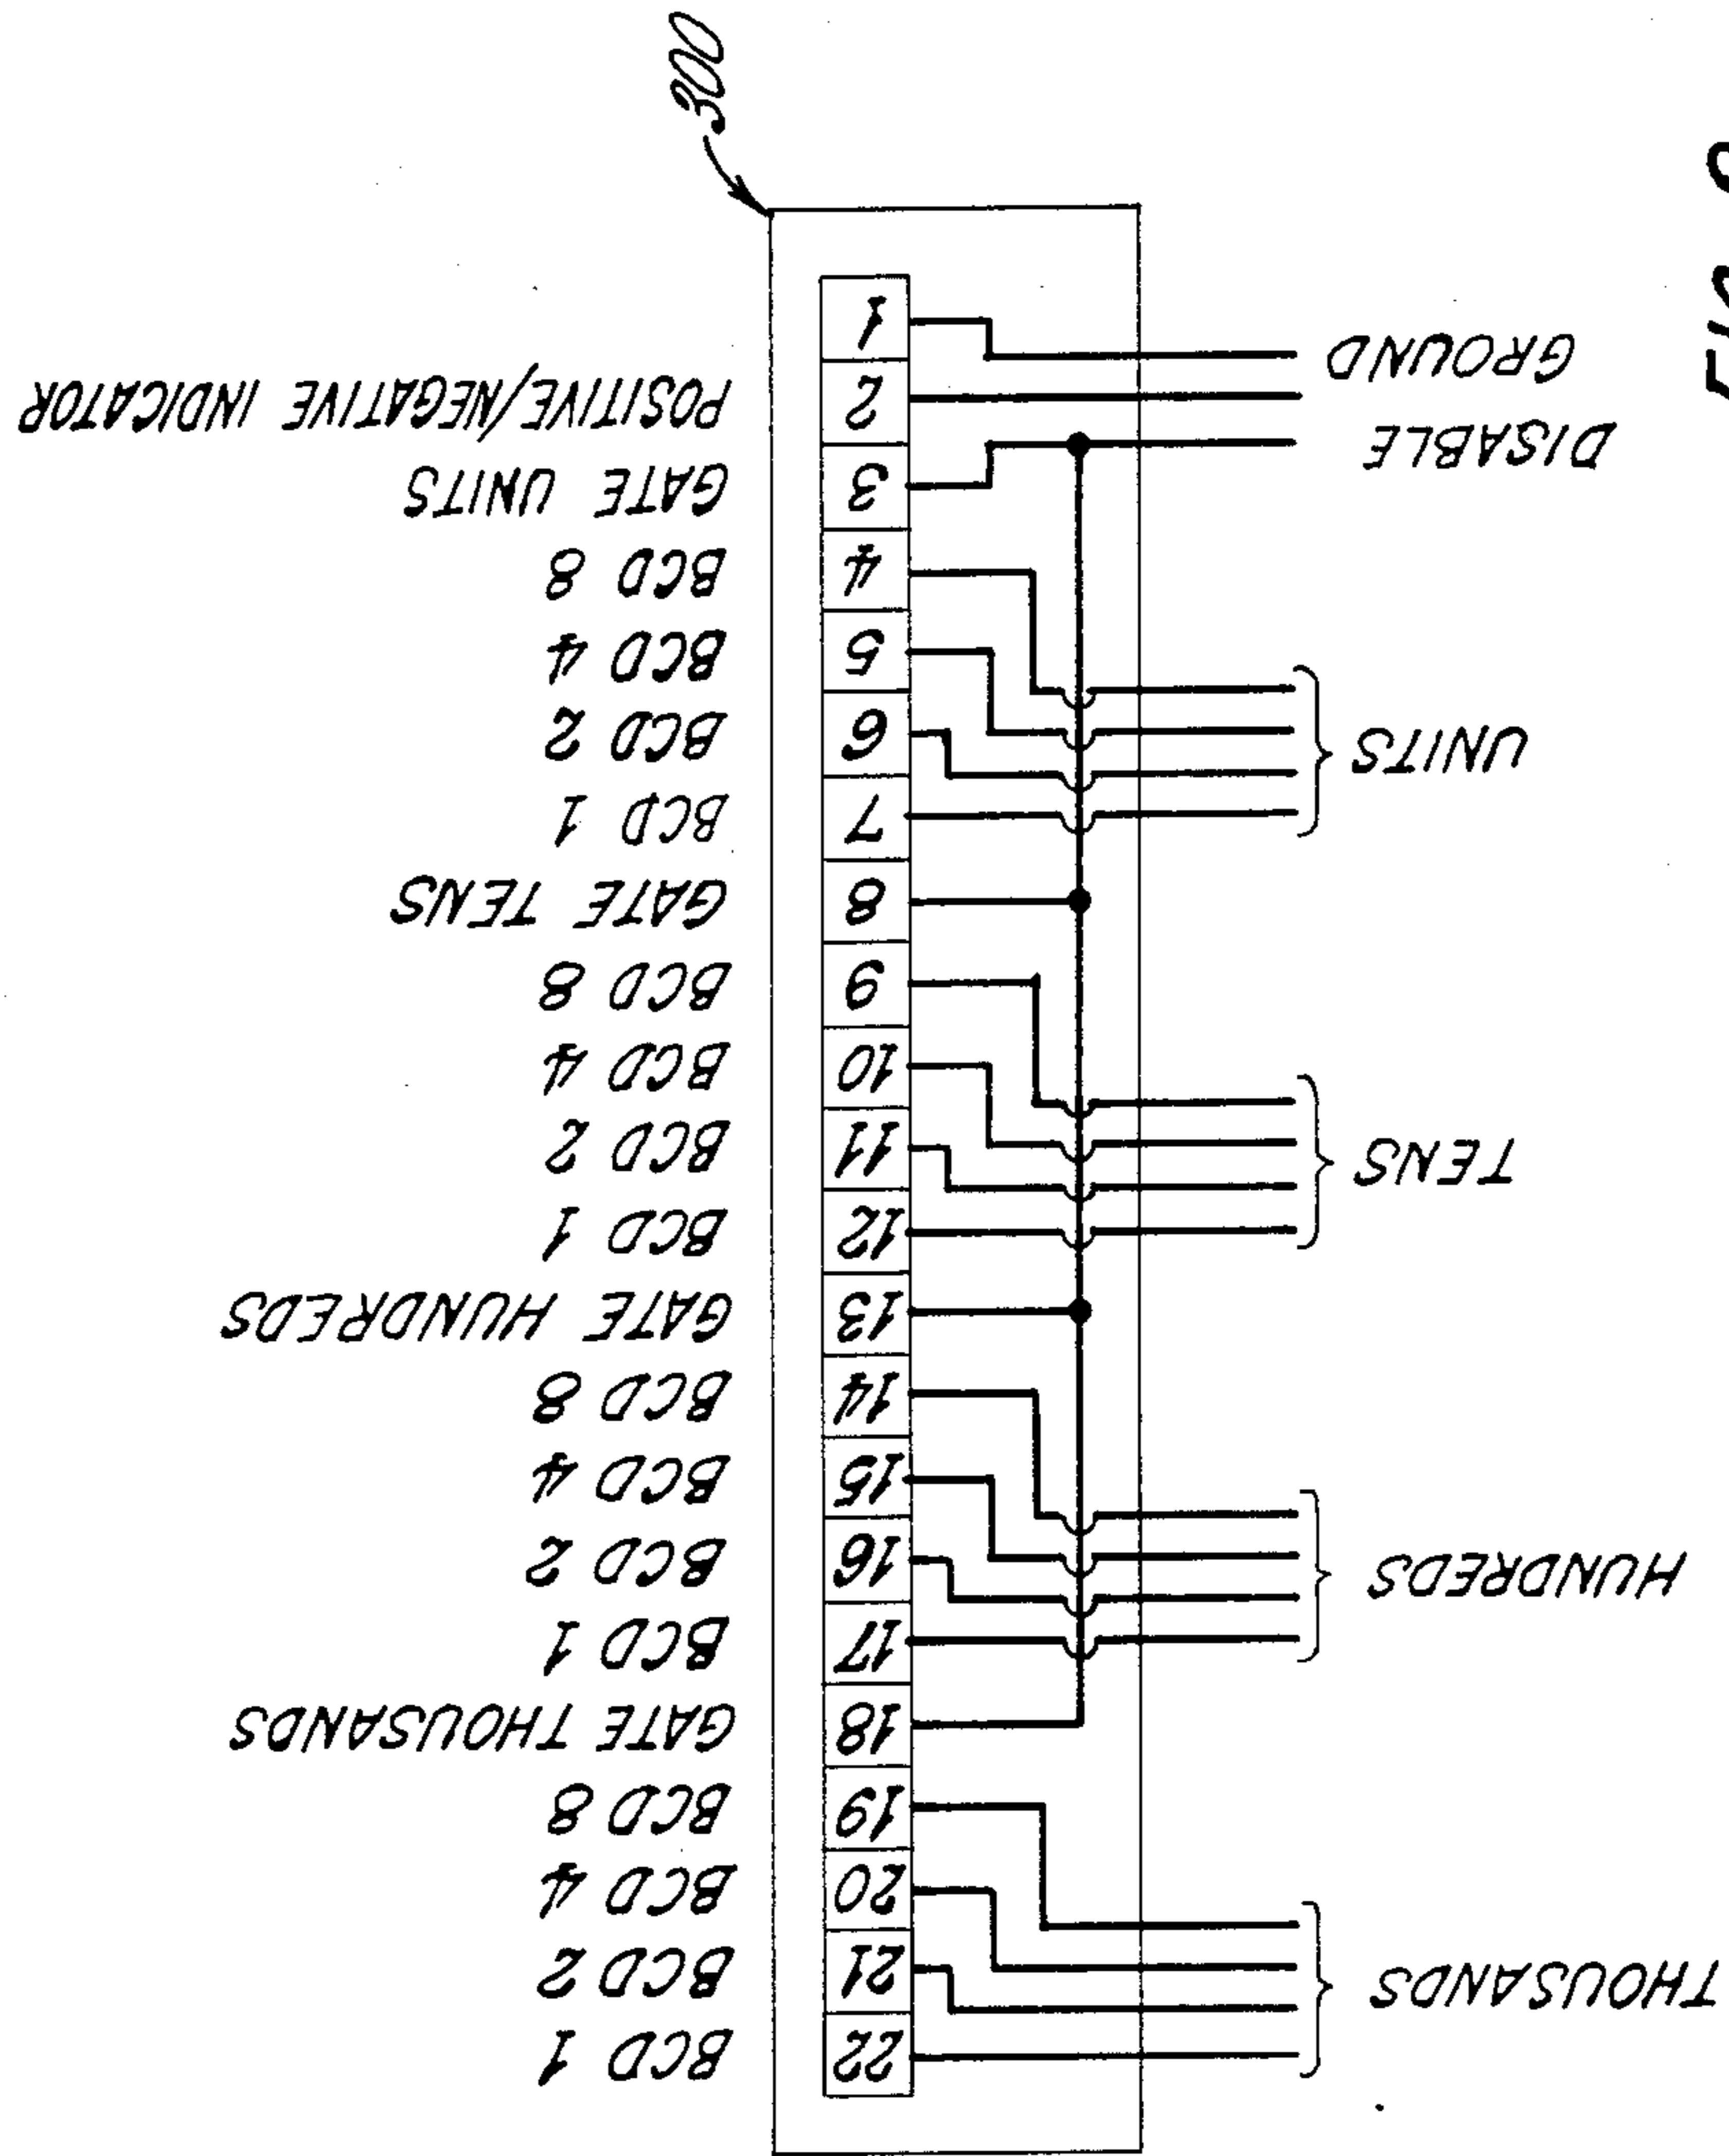 THOUSANDS
HUNDREDS
TENS
UNITS
DISABLE
GROUND
22
21
20
19
18
17
16
15
14
13
12
11
10
9
8
7
6
5
4
3
2
1
BCD 1
BCD 2
BCD 4
BCD 8
GATE THOUSANDS
BCD 1
BCD 2
BCD 4
BCD 8
GATE HUNDREDS
BCD 1
BCD 2
BCD 4
BCD 8
GATE TENS
BCD 1
BCD 2
BCD 4
BCD 8
GATE UNITS
POSITIVE/NEGATIVE INDICATOR
300